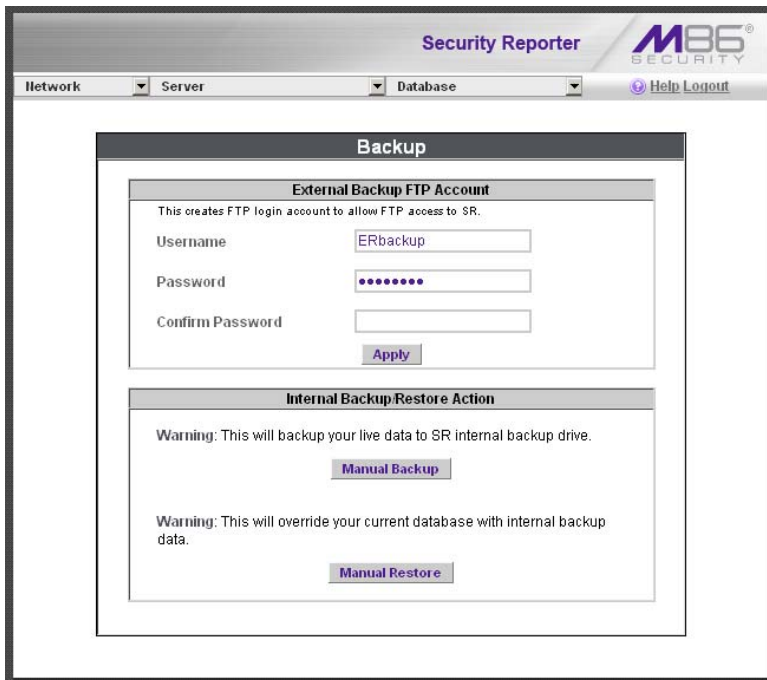 Security Reporter
M86®
SECURITY
Network Server Database Help Logout
Backup
External Backup FTP Account
This creates FTP login account to allow FTP access to SR.
Username ERbackup
Password ••••••••
Confirm Password
Apply
Internal Backup/Restore Action
Warning: This will backup your live data to SR internal backup drive.
Manual Backup
Warning: This will override your current database with internal backup
data.
Manual Restore